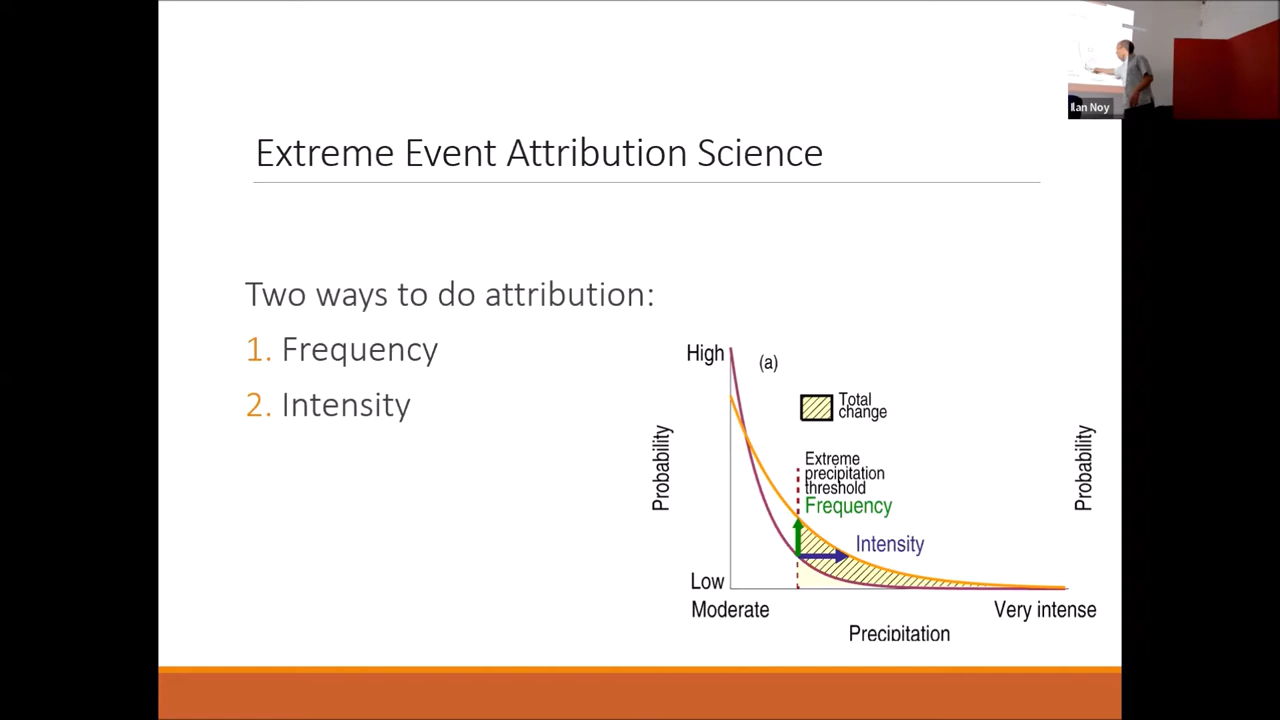 Ilan Noy
Extreme Event Attribution Science
Two ways to do attribution:
1. Frequency
2. Intensity
High
(a)
Total
change
Probability
Extreme
precipitation
threshold
Frequency
Intensity
Low
Moderate
Very intense
Precipitation
Probability